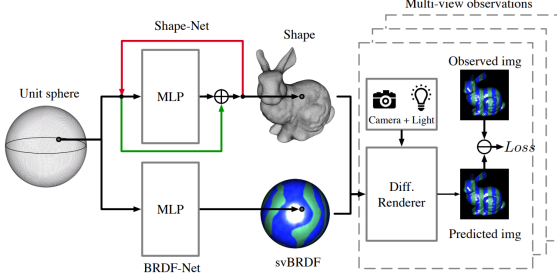 Multi-view observations
Shape-Net
Shape
Observed img
Unit sphere
MLP
Camera + Light
Loss
Diff.
Renderer
MLP
Predicted img
BRDF-Net
svBRDF